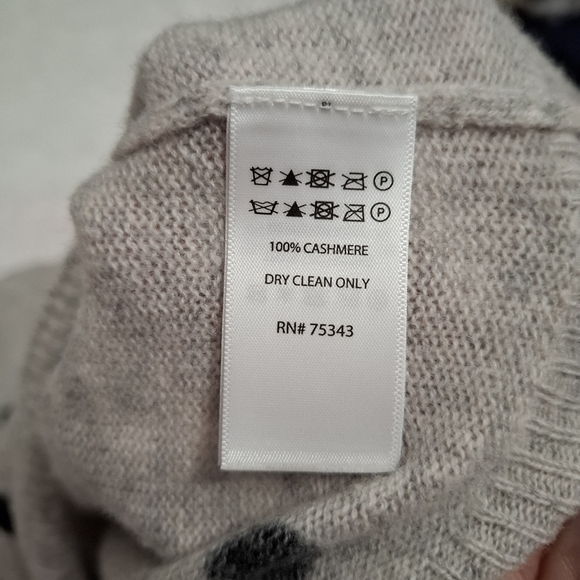 P
P
100% CASHMERE
DRY CLEAN ONLY
RN# 75343